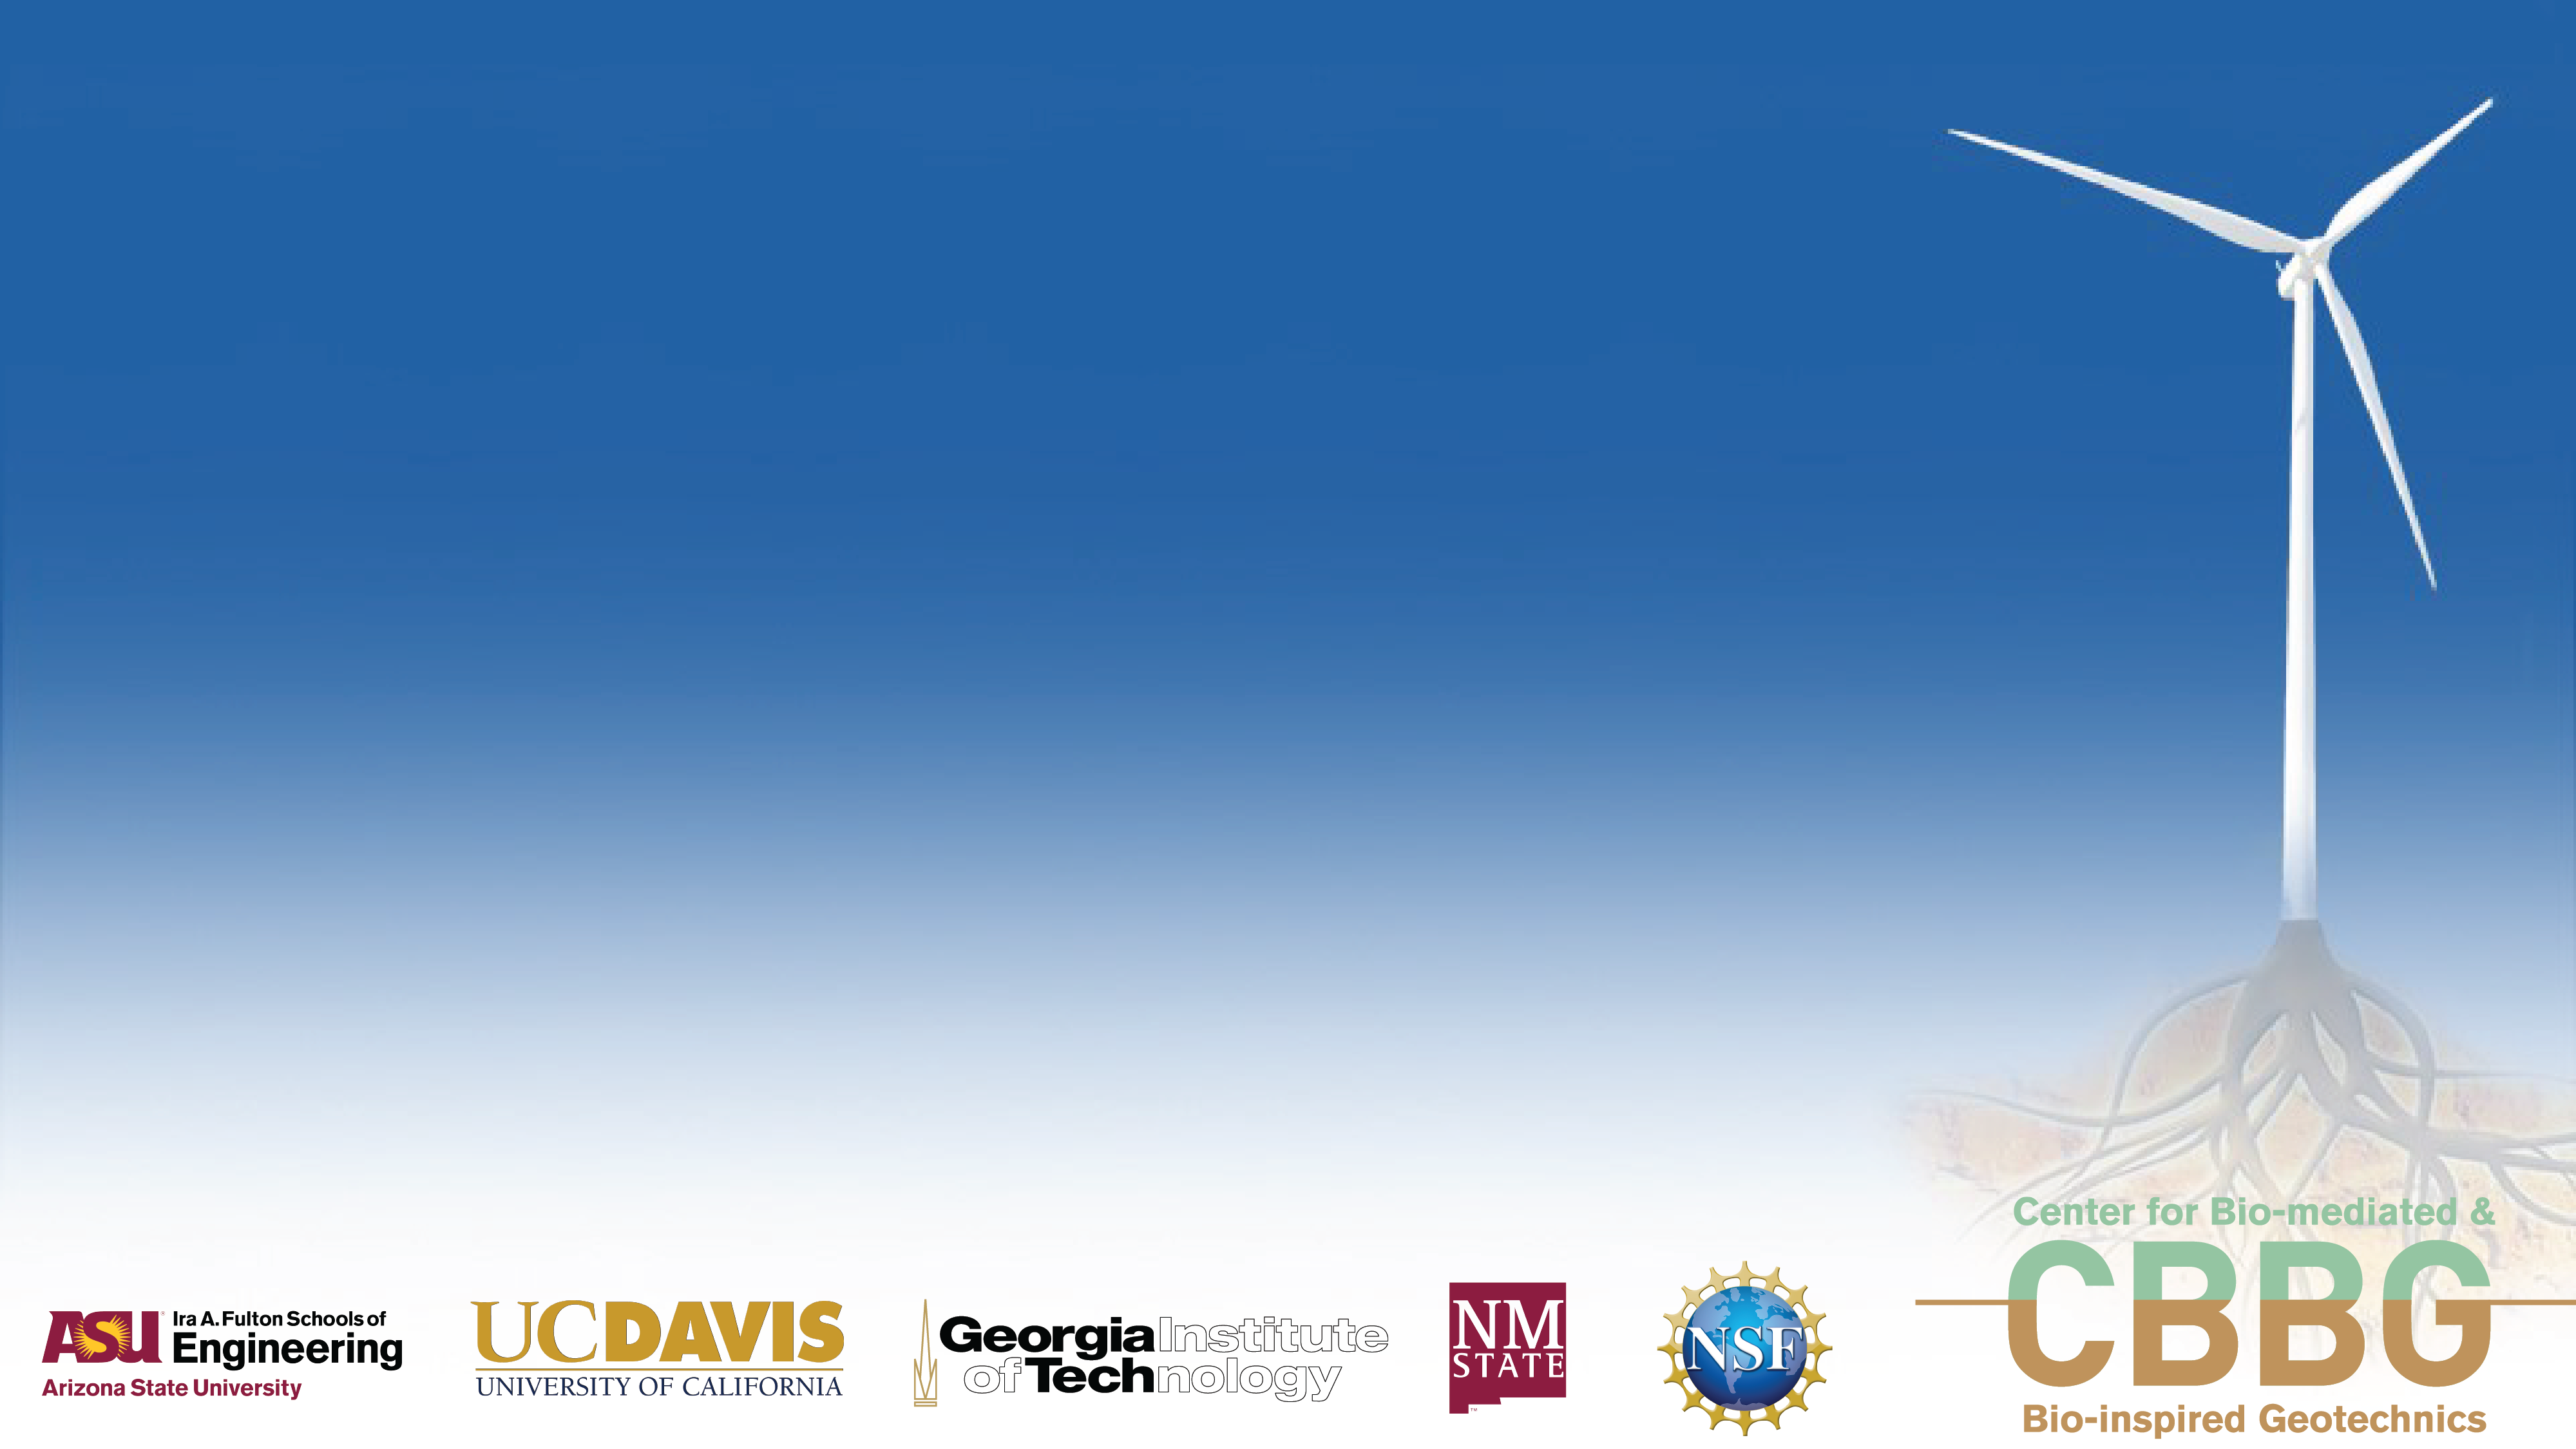 Center for Bio-mediated &
CBBG
Bio-inspired Geotechnics
ASU
Ira A. Fulton Schools of
Engineering
Arizona State University
UCDAVIS
UNIVERSITY OF CALIFORNIA
Georgia Institute
of Technology
NM
STATE
TM
NSF